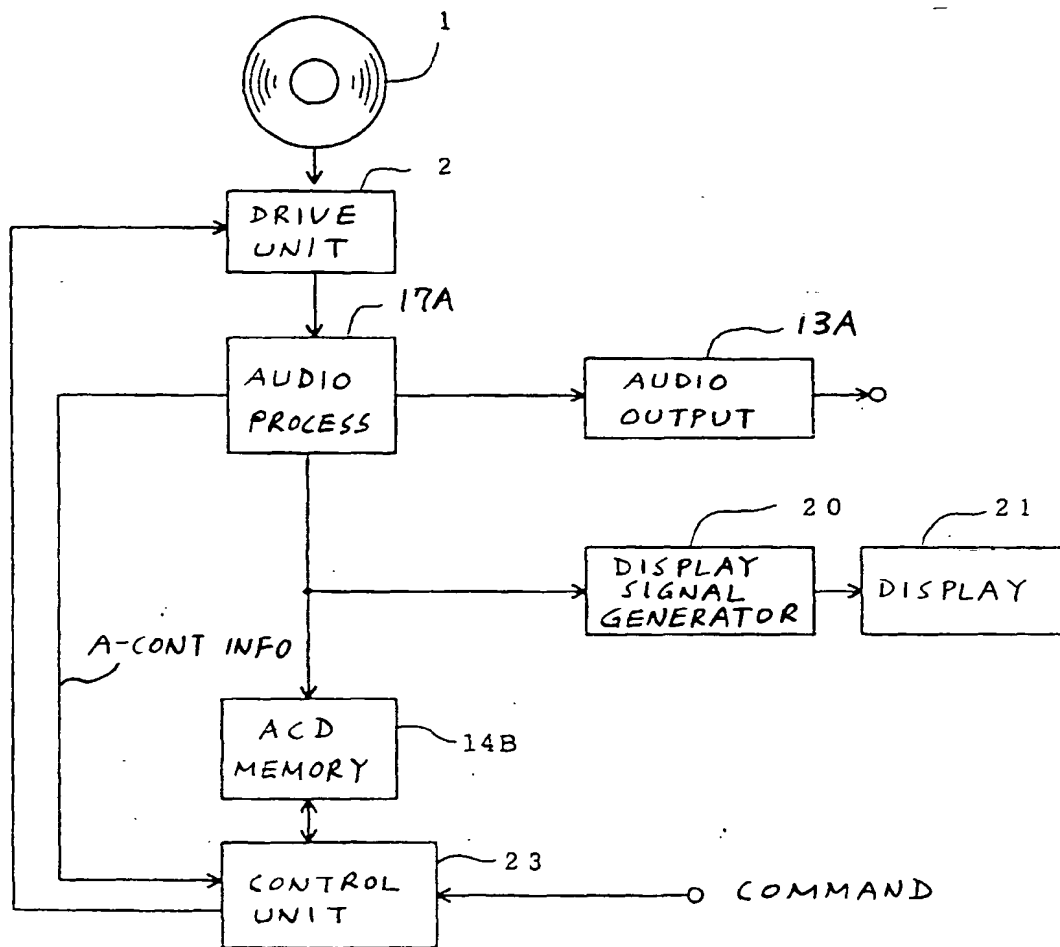 1
2
DRIVE
UNIT
17A
AUDIO
PROCESS
13A
AUDIO
OUTPUT
20
DISPLAY
SIGNAL
GENERATOR
21
DISPLAY
A-CONT INFO
ACD
MEMORY
14B
23
CONTROL
UNIT
COMMAND